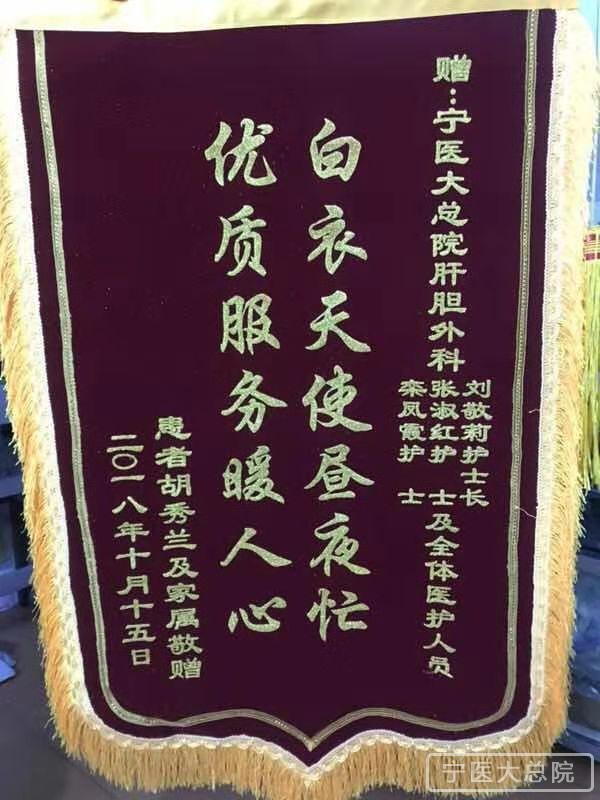 赠:宁医大总院肝胆外科
刘敬莉护士长
张淑红护 士及全体医护人员
栾凤霞护 士
白衣天使昼夜忙
优质服务暖人心
患者胡秀兰及家属敬赠
二〇一八年十月十五日
宁医大总院